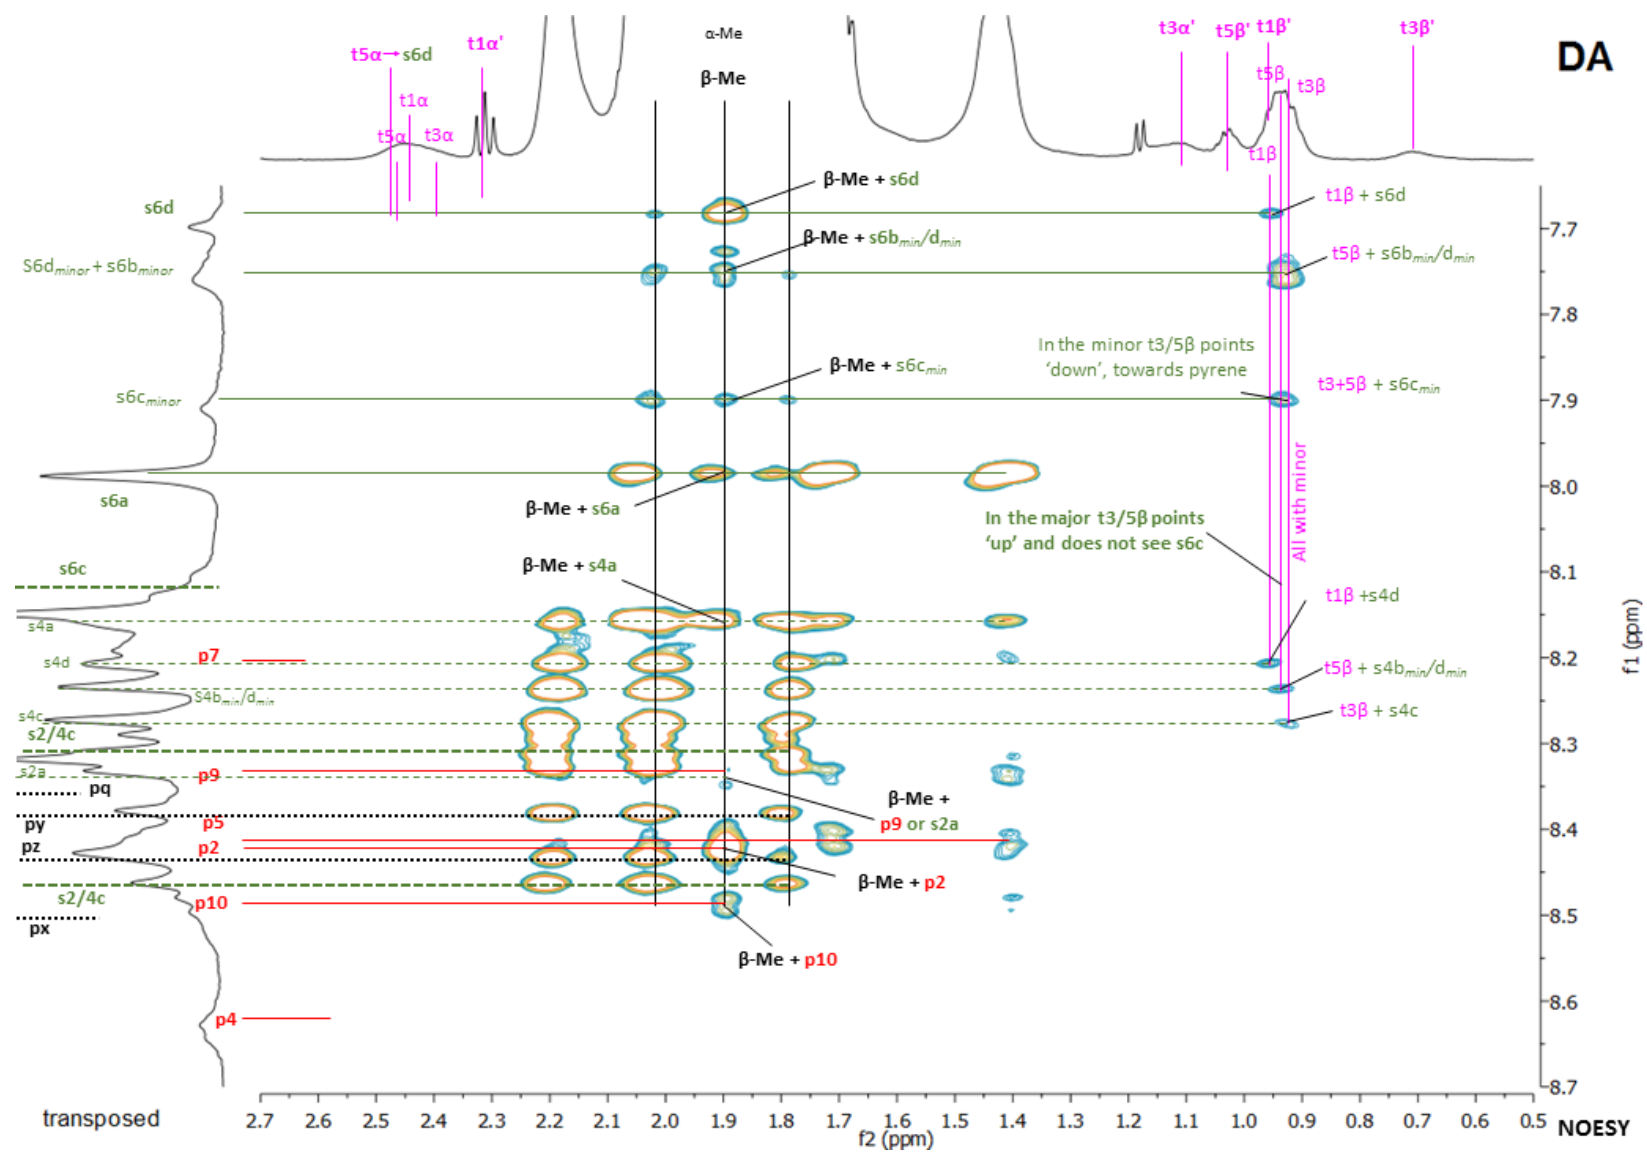 DA
α-Me
β-Me
t5α→s6d
t1α'
t1α
t5α
t3α
t3α'
t5β'
t1β'
t3β'
t5β
t3β
t1β
β-Me + s6d
s6d
t1β + s6d
β-Me + s6bmin/dmin
t5β + s6bmin/dmin
S6dminor + s6bminor
In the minor t3/5β points
'down', towards pyrene
β-Me + s6cmin
t3+5β + s6cmin
s6cminor
s6a
β-Me + s6a
In the major t3/5β points
'up' and does not see s6c
All with minor
s6c
β-Me + s4a
t1β +s4d
s4a
s4d
p7
t5β + s4bmin/dmin
S4bmin/dmin
s4c
t3β + s4c
s2/4c
s2a
p9
pq
β-Me +
p9 or s2a
py
p5
pz
p2
β-Me + p2
s2/4c
p10
px
β-Me + p10
p4
7.7
7.8
7.9
8.0
8.1
8.2
8.3
8.4
8.5
8.6
8.7
f1 (ppm)
transposed
2.7 2.6 2.5 2.4 2.3 2.2 2.1 2.0 1.9 1.8 1.7 1.6 1.5 1.4 1.3 1.2 1.1 1.0 0.9 0.8 0.7 0.6 0.5
f2 (ppm)
NOESY